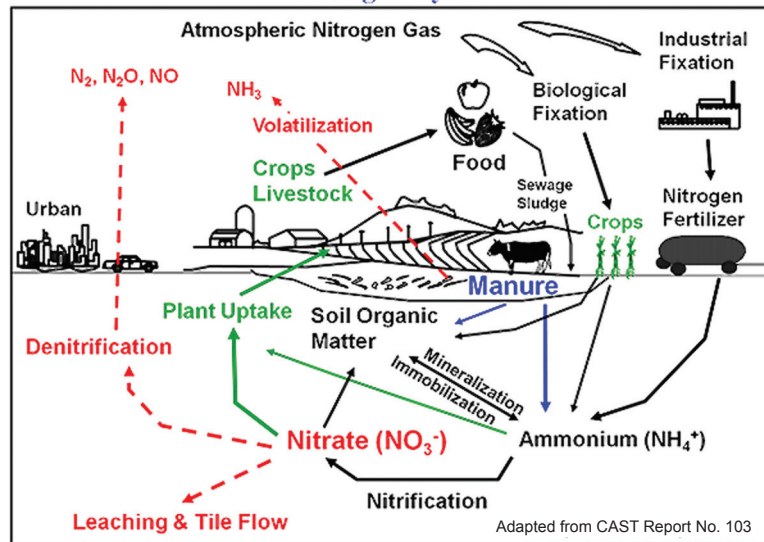 Atmospheric Nitrogen Gas
Industrial
Fixation
N₂, N₂O, NO
NH₃
Biological
Fixation
Volatilization
Crops
Livestock
Food
Sewage
Sludge
Nitrogen
Fertilizer
Urban
Crops
Manure
Plant Uptake
Soil Organic
Matter
Denitrification
Mineralization
Immobilization
Nitrate (NO₃⁻)
Ammonium (NH₄⁺)
Nitrification
Leaching & Tile Flow
Adapted from CAST Report No. 103